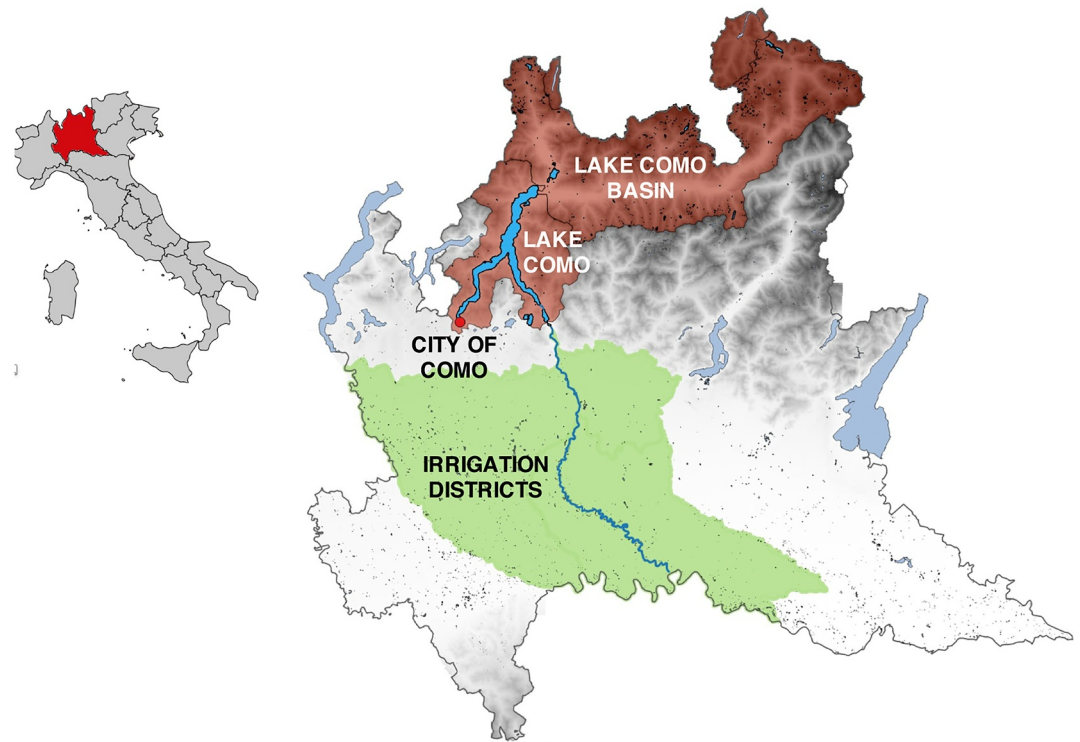 LAKE COMO
BASIN
LAKE
COMO
CITY OF
COMO
IRRIGATION
DISTRICTS